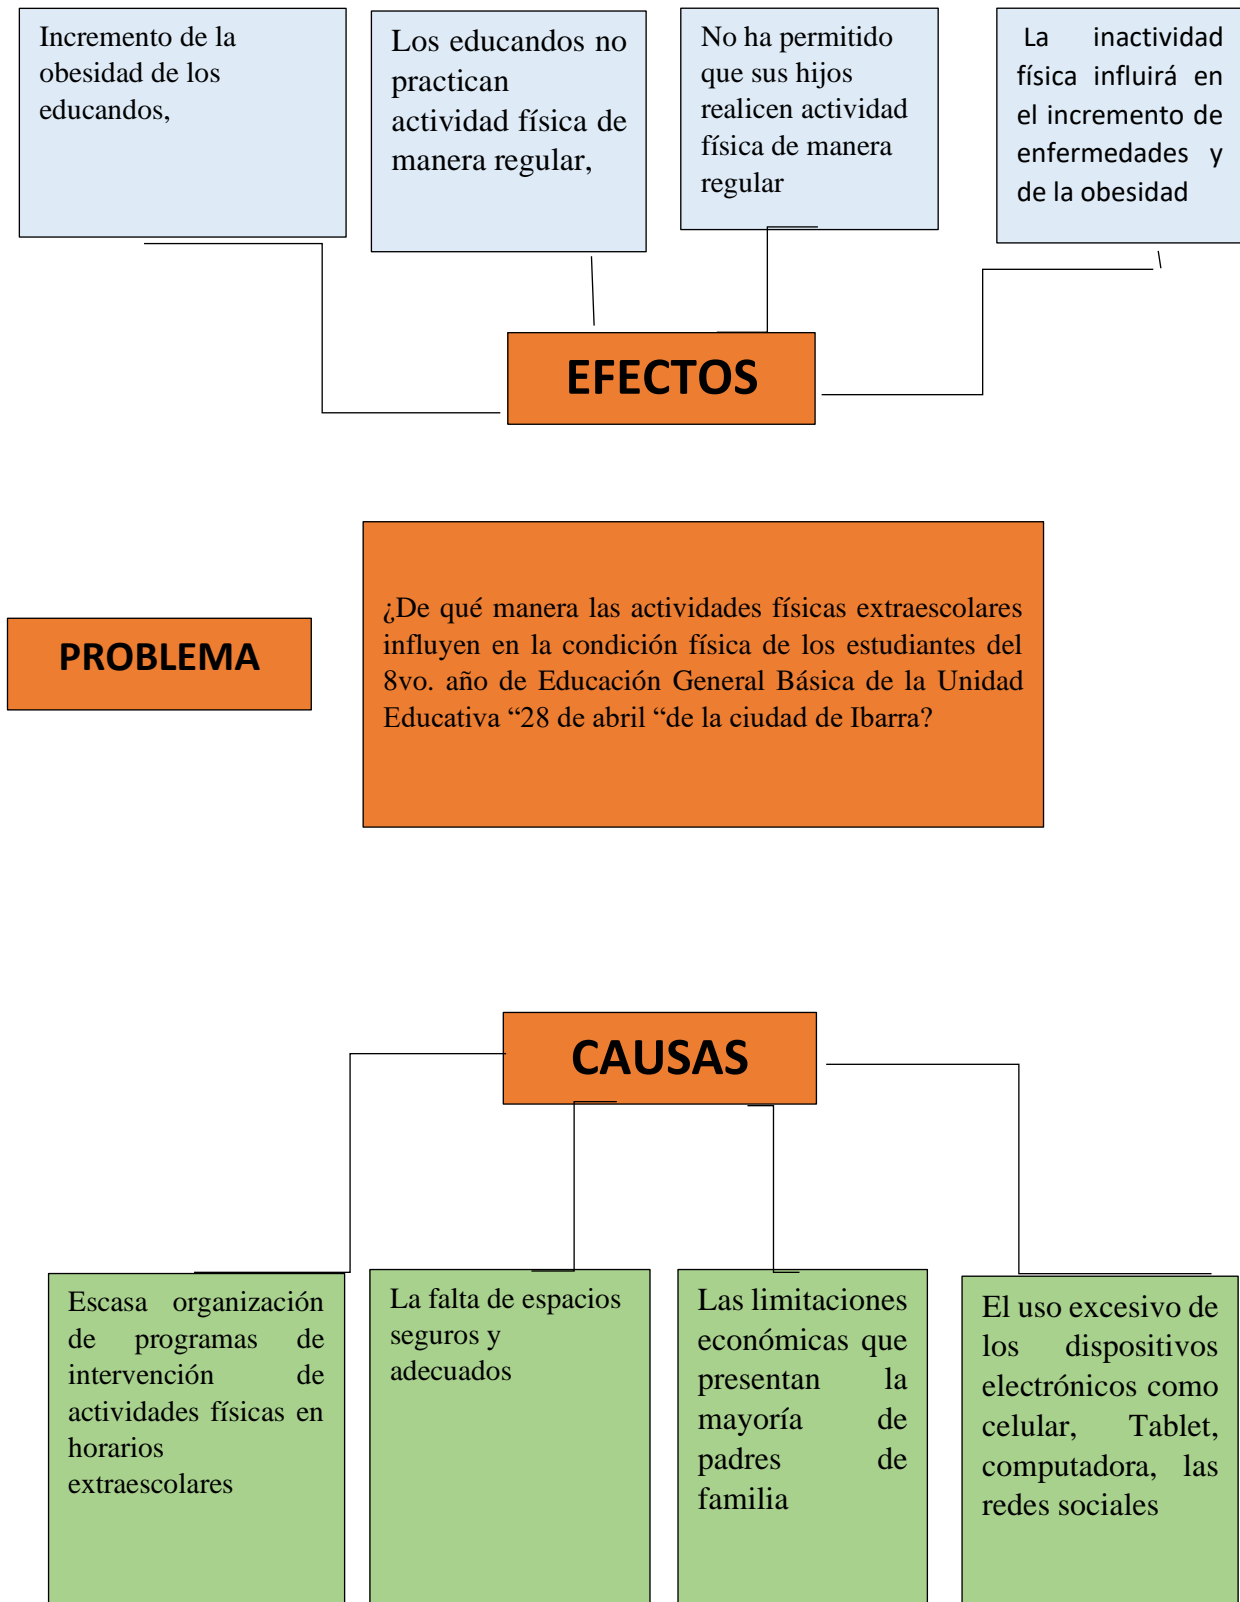 Incremento de la
obesidad de los
educandos,
Los educandos no
practican
actividad física de
manera regular,
No ha permitido
que sus hijos
realicen actividad
física de manera
regular
La inactividad
física influirá en
el incremento de
enfermedades y
de la obesidad
EFECTOS
PROBLEMA
¿De qué manera las actividades físicas extraescolares
influyen en la condición física de los estudiantes del
8vo. año de Educación General Básica de la Unidad
Educativa “28 de abril “de la ciudad de Ibarra?
CAUSAS
Escasa organización
de programas de
intervención de
actividades físicas en
horarios
extraescolares
La falta de espacios
seguros y
adecuados
Las limitaciones
económicas que
presentan la
mayoría de
padres de
familia
El uso excesivo de
los dispositivos
electrónicos como
celular, Tablet,
computadora, las
redes sociales